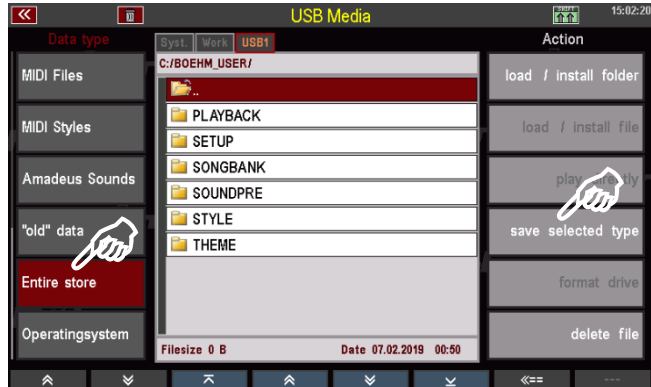 USB Media
15:02:20
Data type
Syst. Work USB1
Action
C:/BOEHM_USER/
MIDI Files
MIDI Styles
Amadeus Sounds
"old" data
Entire store
Operatingsystem
..
PLAYBACK
SETUP
SONGBANK
SOUNDPRE
STYLE
THEME
Filesize 0 B Date 07.02.2019 00:50
load / install folder
load / install file
play directly
save selected type
format drive
delete file
«==
---